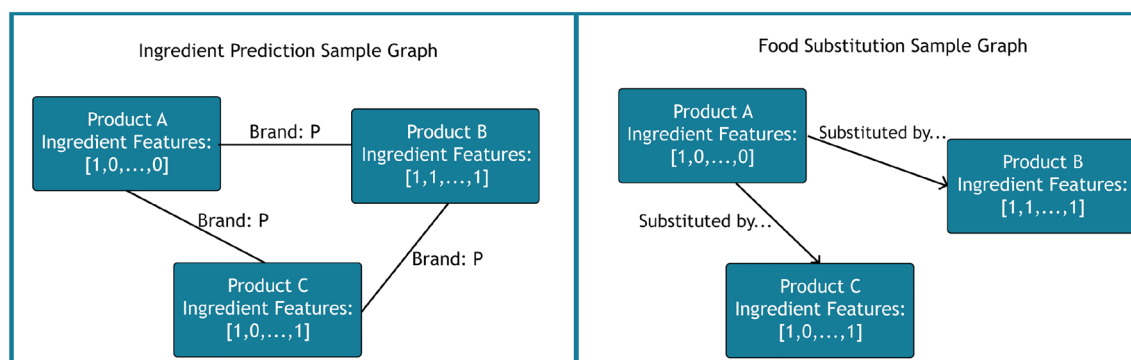 Ingredient Prediction Sample Graph
Product A
Ingredient Features:
[1,0,...,0]
Brand: P
Product B
Ingredient Features:
[1,1,...,1]
Brand: P
Brand: P
Product C
Ingredient Features:
[1,0,...,1]
Food Substitution Sample Graph
Product A
Ingredient Features:
[1,0,...,0]
Substituted by...
Product B
Ingredient Features:
[1,1,...,1]
Substituted by...
Product C
Ingredient Features:
[1,0,...,1]